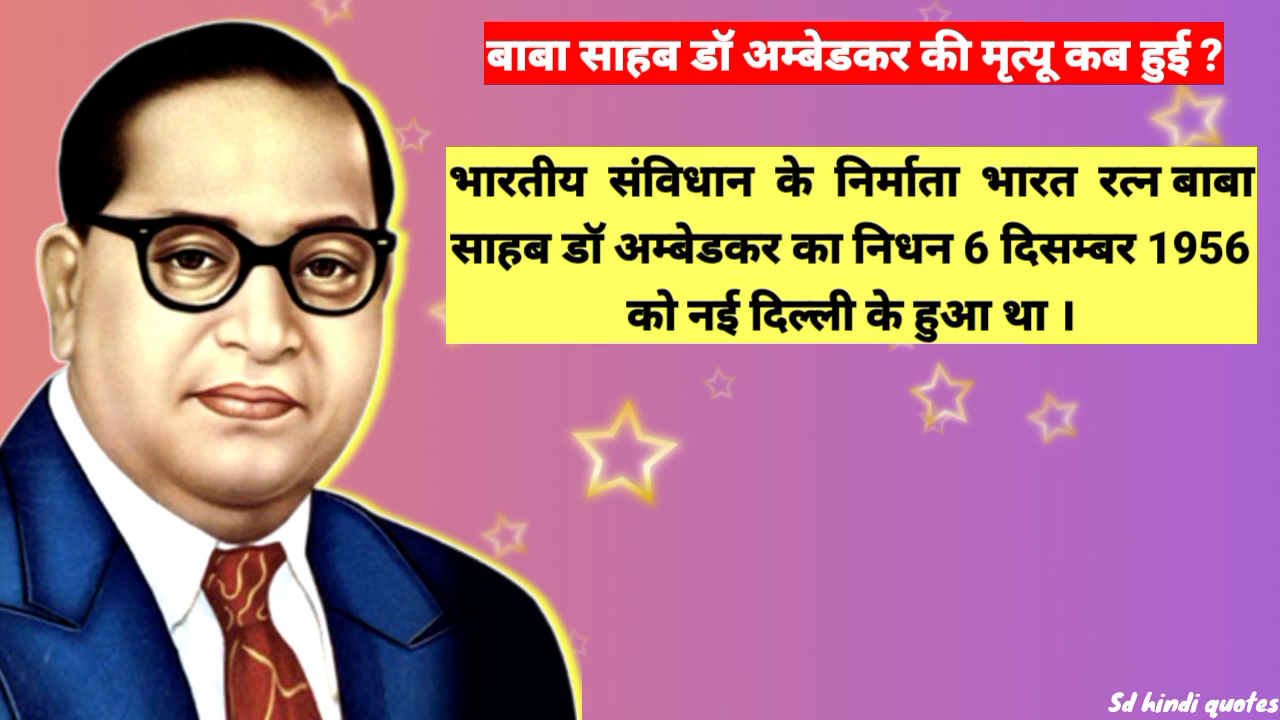 बाबा साहब डॉ अम्बेडकर की मृत्यू कब हुई ?
भारतीय संविधान के निर्माता भारत रत्न बाबा
साहब डॉ अम्बेडकर का निधन 6 दिसम्बर 1956
को नई दिल्ली के हुआ था ।
Sd hindi quotes